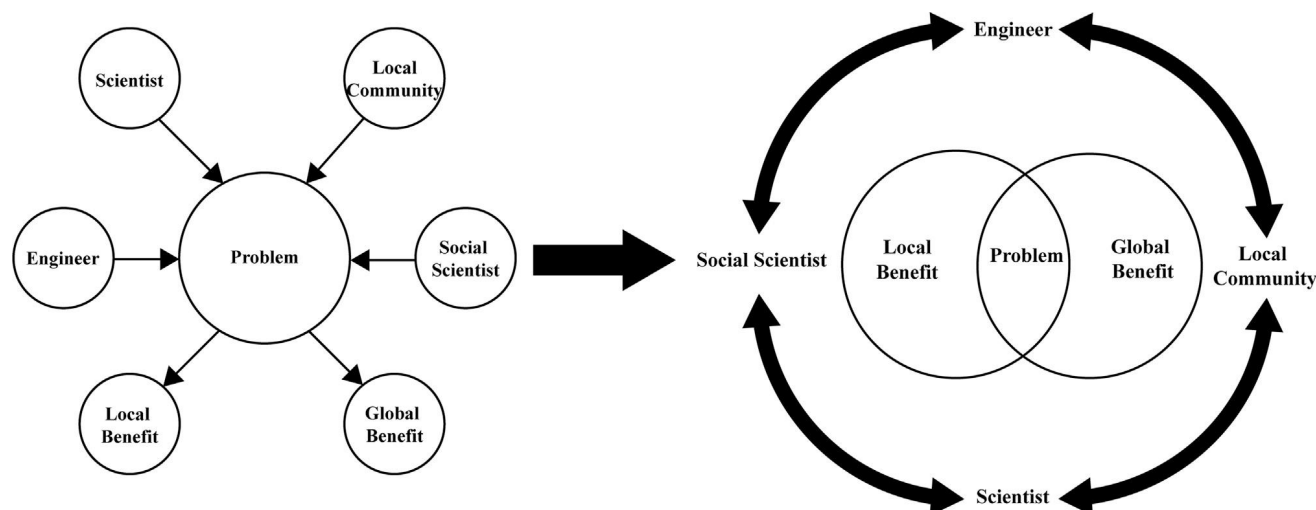 Scientist
Local
Community
Engineer
Problem
Social
Scientist
Local
Benefit
Global
Benefit
Engineer
Social Scientist
Local
Benefit
Problem
Global
Benefit
Local
Community
Scientist